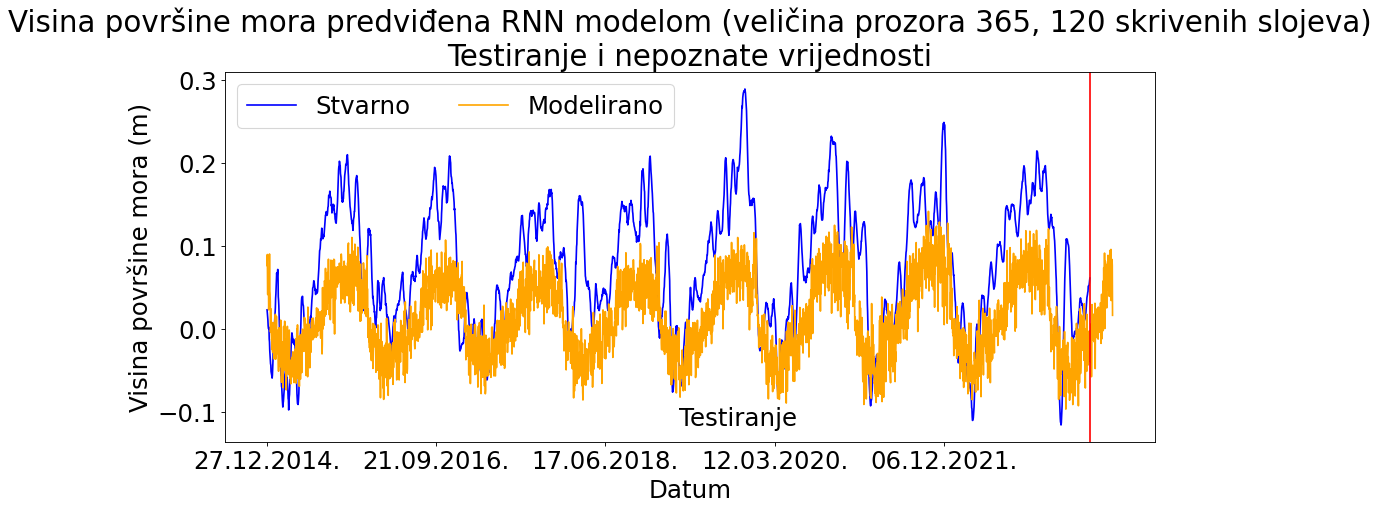 Visina površine mora predviđena RNN modelom (veličina prozora 365, 120 skrivenih slojeva)
Testiranje i nepoznate vrijednosti
Stvarno Modelirano
Visina površine mora (m)
0.3
0.2
0.1
0.0
−0.1
Testiranje
27.12.2014. 21.09.2016. 17.06.2018. 12.03.2020. 06.12.2021.
Datum